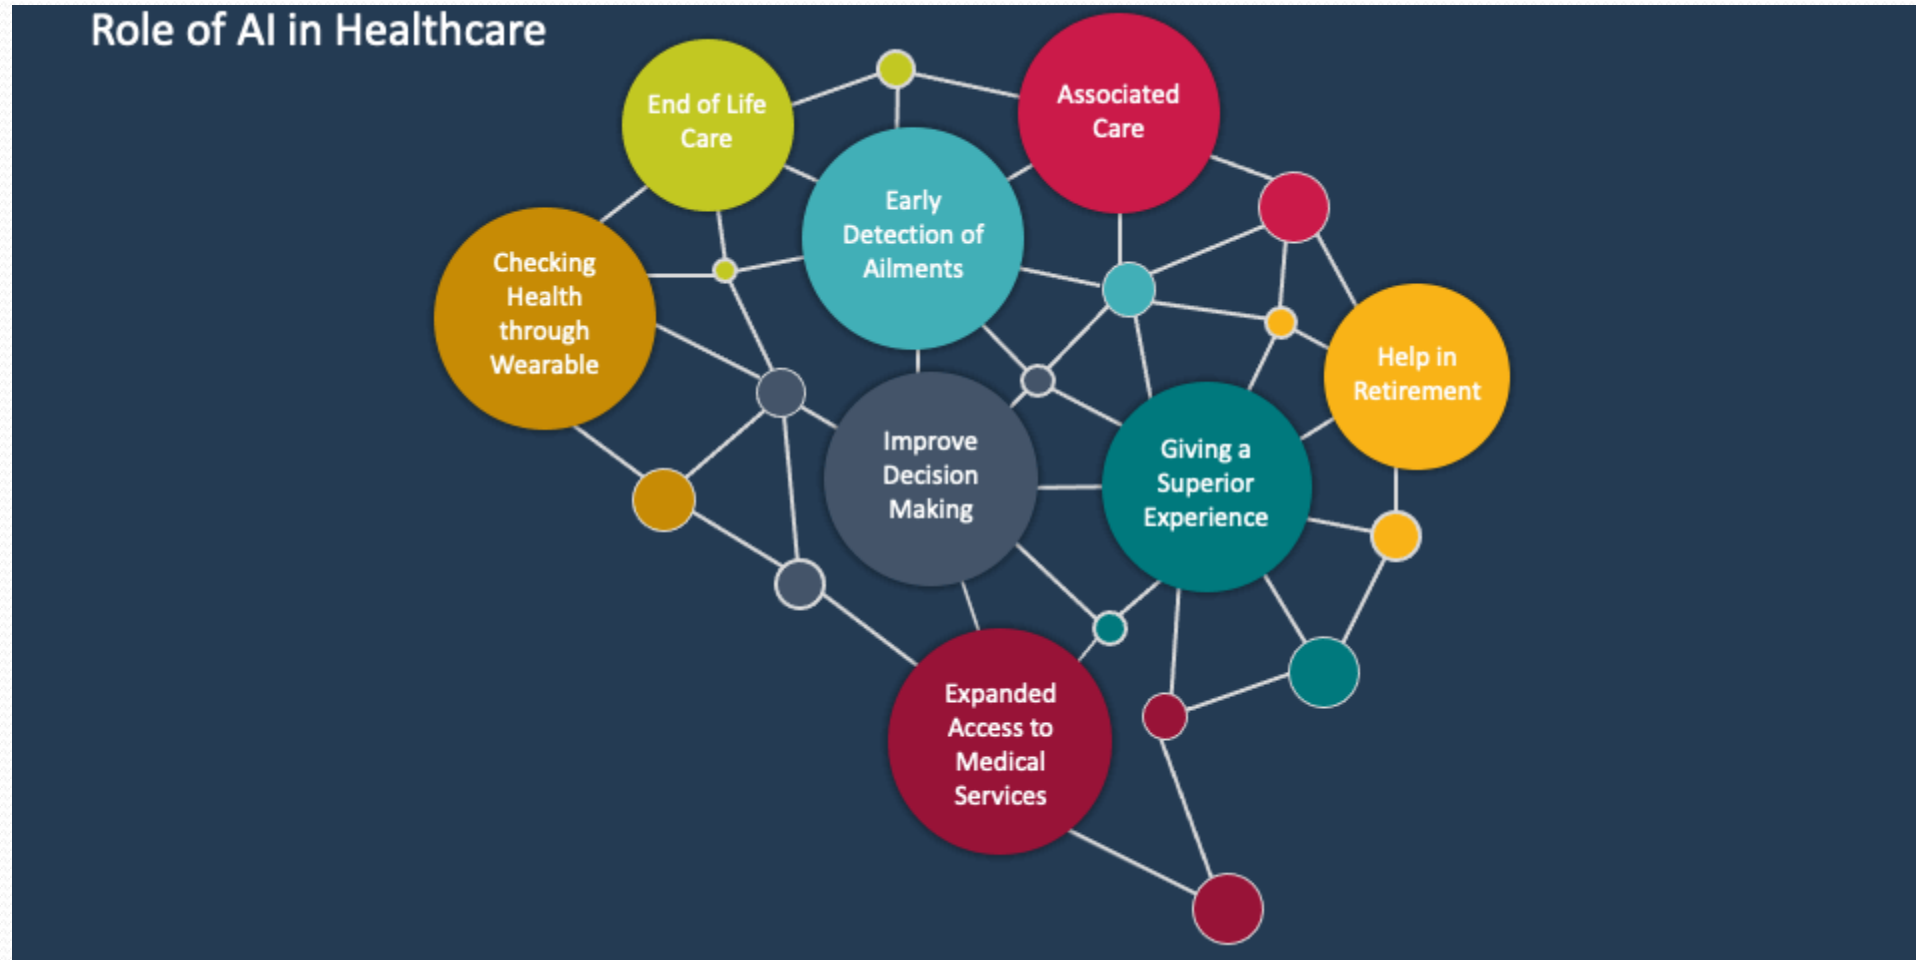 Role of AI in Healthcare
End of Life
Care
Associated
Care
Early
Detection of
Ailments
Checking
Health
through
Wearable
Help in
Retirement
Improve
Decision
Making
Giving a
Superior
Experience
Expanded
Access to
Medical
Services